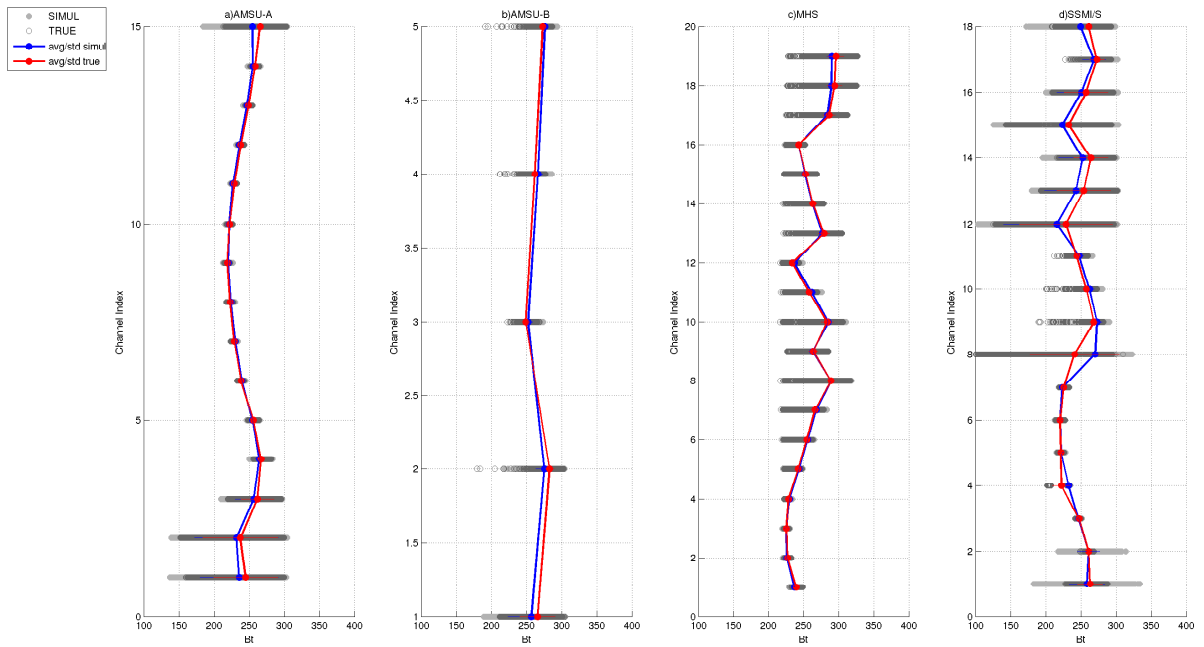 SIMUL
TRUE
avg/std simul
avg/std true
a)AMSU-A
15
10
5
0
Channel Index
100 150 200 250 300 350 400
Bt
b)AMSU-B
5
4.5
4
3.5
3
2.5
2
1.5
1
Channel Index
100 150 200 250 300 350 400
Bt
c)MHS
20
18
16
14
12
10
8
6
4
2
0
Channel Index
100 150 200 250 300 350 400
Bt
d)SSMI/S
18
16
14
12
10
8
6
4
2
0
Channel Index
100 150 200 250 300 350 400
Bt